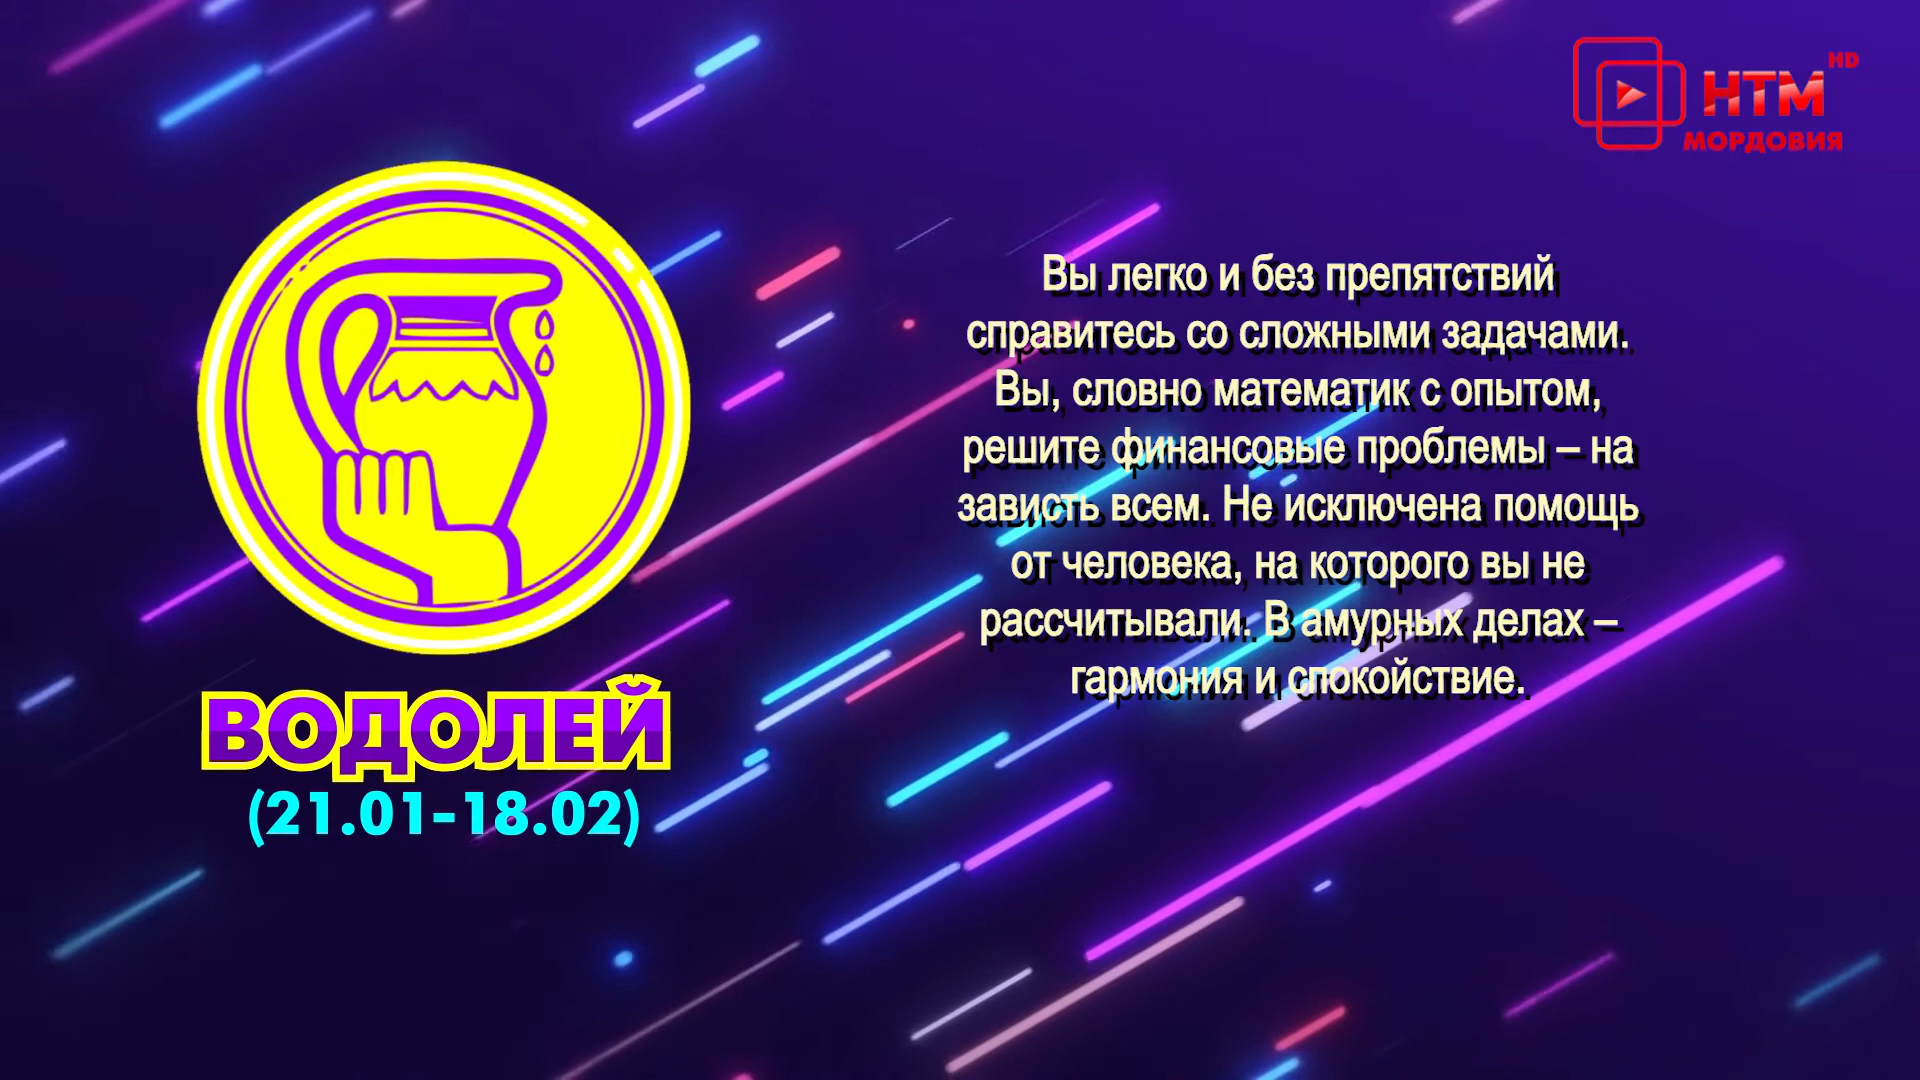 НТМ HD
МОРДОВИЯ
Вы легко и без препятствий
справитесь со сложными задачами.
Вы, словно математик с опытом,
решите финансовые проблемы – на
зависть всем. Не исключена помощь
от человека, на которого вы не
рассчитывали. В амурных делах –
гармония и спокойствие.
ВОДОЛЕЙ
(21.01-18.02)